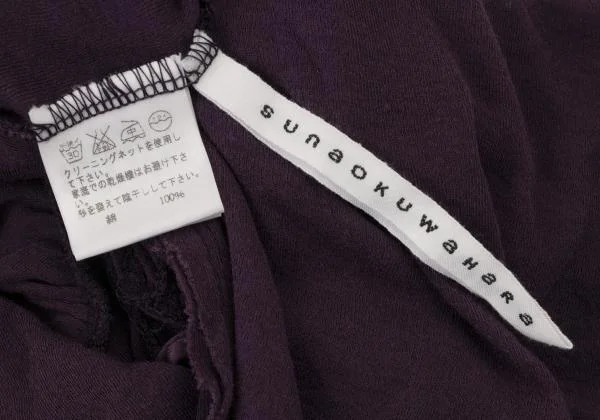 30 中
クリーニングネットを使用し
て下さい。
家庭での乾燥機はお避け下さ
い。
形を整えて陰干しして下さい。
綿 100%
sunaokuwahara